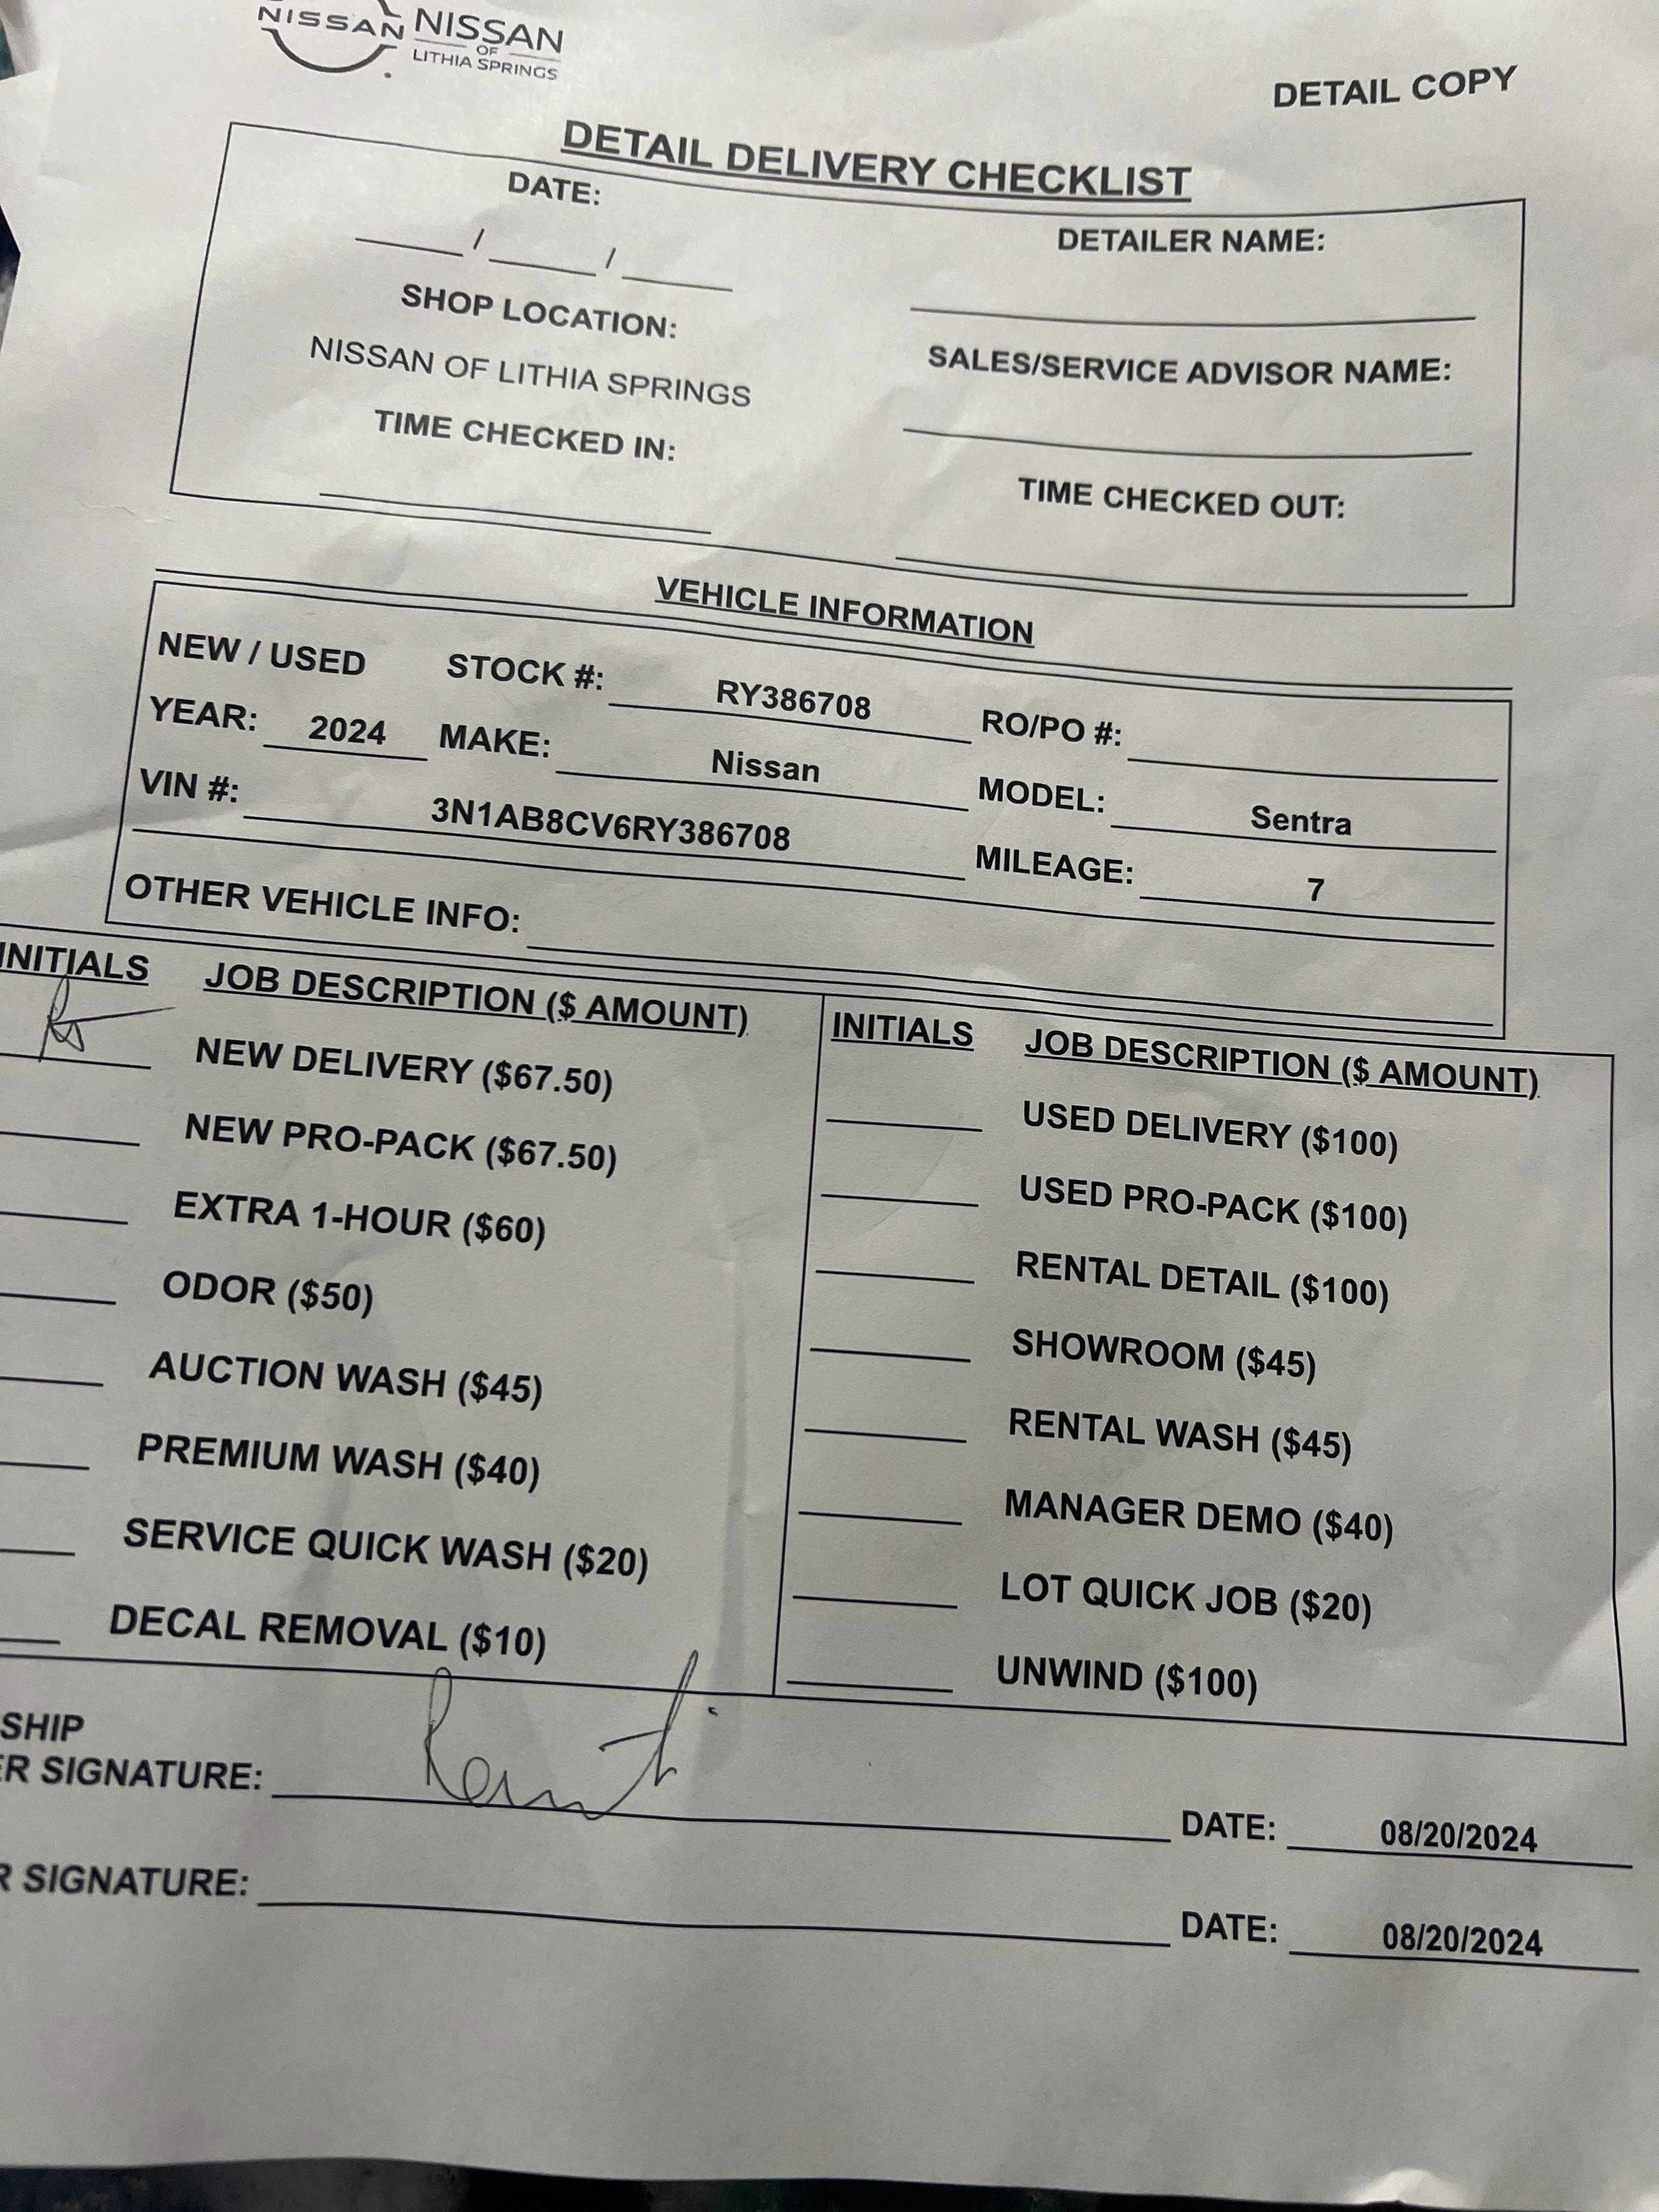 NISSAN
NISSAN
OF
LITHIA SPRINGS
DETAIL COPY
DETAIL DELIVERY CHECKLIST
DATE:
___ / ___ / ___
DETAILER NAME:
SHOP LOCATION:
NISSAN OF LITHIA SPRINGS
SALES/SERVICE ADVISOR NAME:
TIME CHECKED IN:
TIME CHECKED OUT:
VEHICLE INFORMATION
NEW / USED STOCK #: RY386708 RO/PO #:
YEAR: 2024 MAKE: Nissan MODEL: Sentra
VIN #: 3N1AB8CV6RY386708 MILEAGE: 7
OTHER VEHICLE INFO:
INITIALS JOB DESCRIPTION ($ AMOUNT)
NEW DELIVERY ($67.50)
NEW PRO-PACK ($67.50)
EXTRA 1-HOUR ($60)
ODOR ($50)
AUCTION WASH ($45)
PREMIUM WASH ($40)
SERVICE QUICK WASH ($20)
DECAL REMOVAL ($10)
INITIALS JOB DESCRIPTION ($ AMOUNT)
USED DELIVERY ($100)
USED PRO-PACK ($100)
RENTAL DETAIL ($100)
SHOWROOM ($45)
RENTAL WASH ($45)
MANAGER DEMO ($40)
LOT QUICK JOB ($20)
UNWIND ($100)
SHIP
ER SIGNATURE: DATE: 08/20/2024
R SIGNATURE: DATE: 08/20/2024